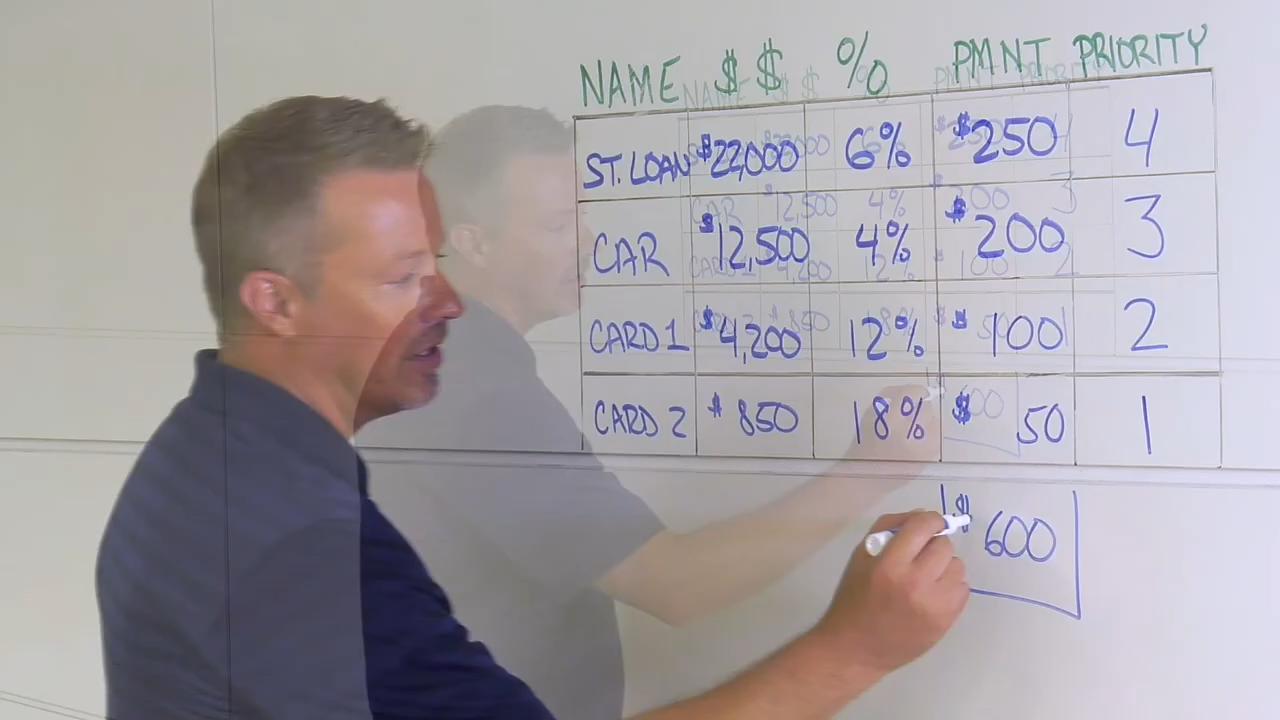 NAME $ $ % PMNT PRIORITY
ST. LOAN $22,000 6% $250 4
CAR $12,500 4% $200 3
CARD 1 $4,200 12% $100 2
CARD 2 $850 18% $50 1
$600